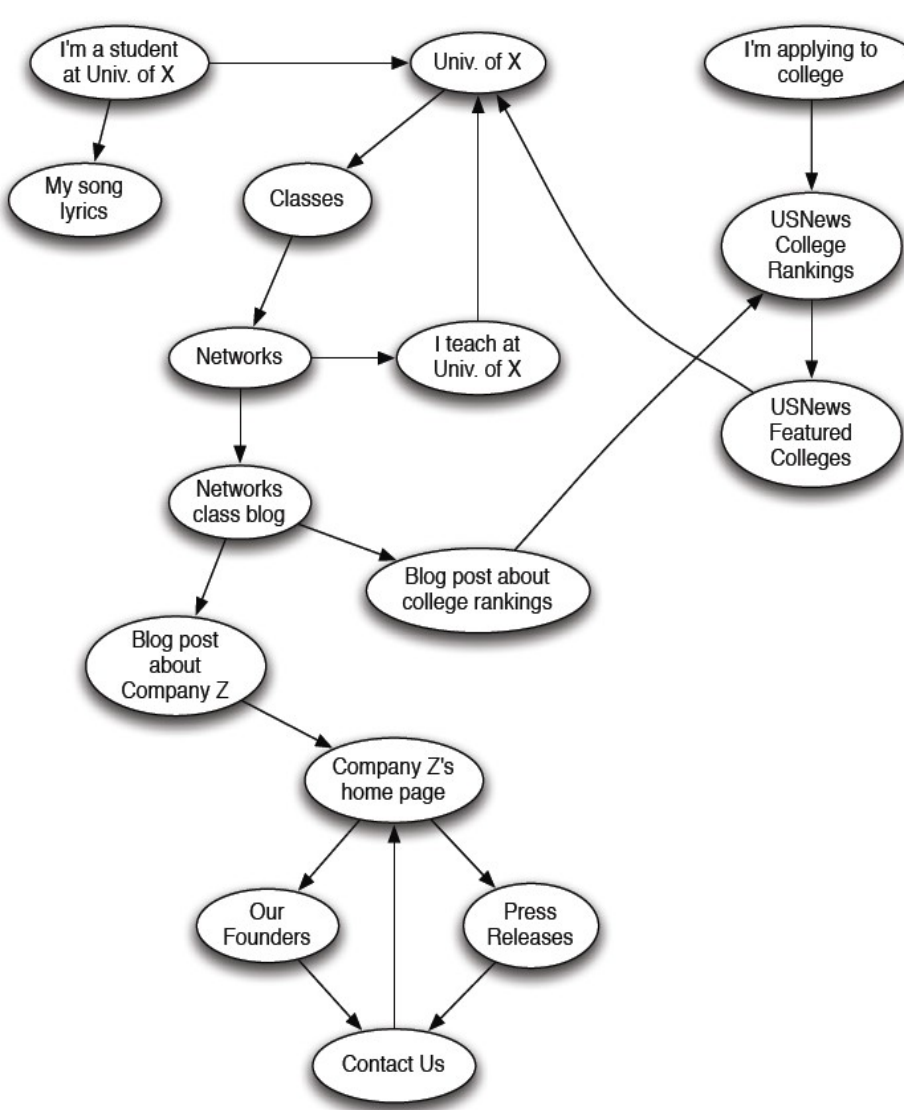 I'm a student
at Univ. of X
Univ. of X
I'm applying to
college
My song
lyrics
Classes
USNews
College
Rankings
Networks
I teach at
Univ. of X
USNews
Featured
Colleges
Networks
class blog
Blog post about
college rankings
Blog post
about
Company Z
Company Z's
home page
Our
Founders
Press
Releases
Contact Us